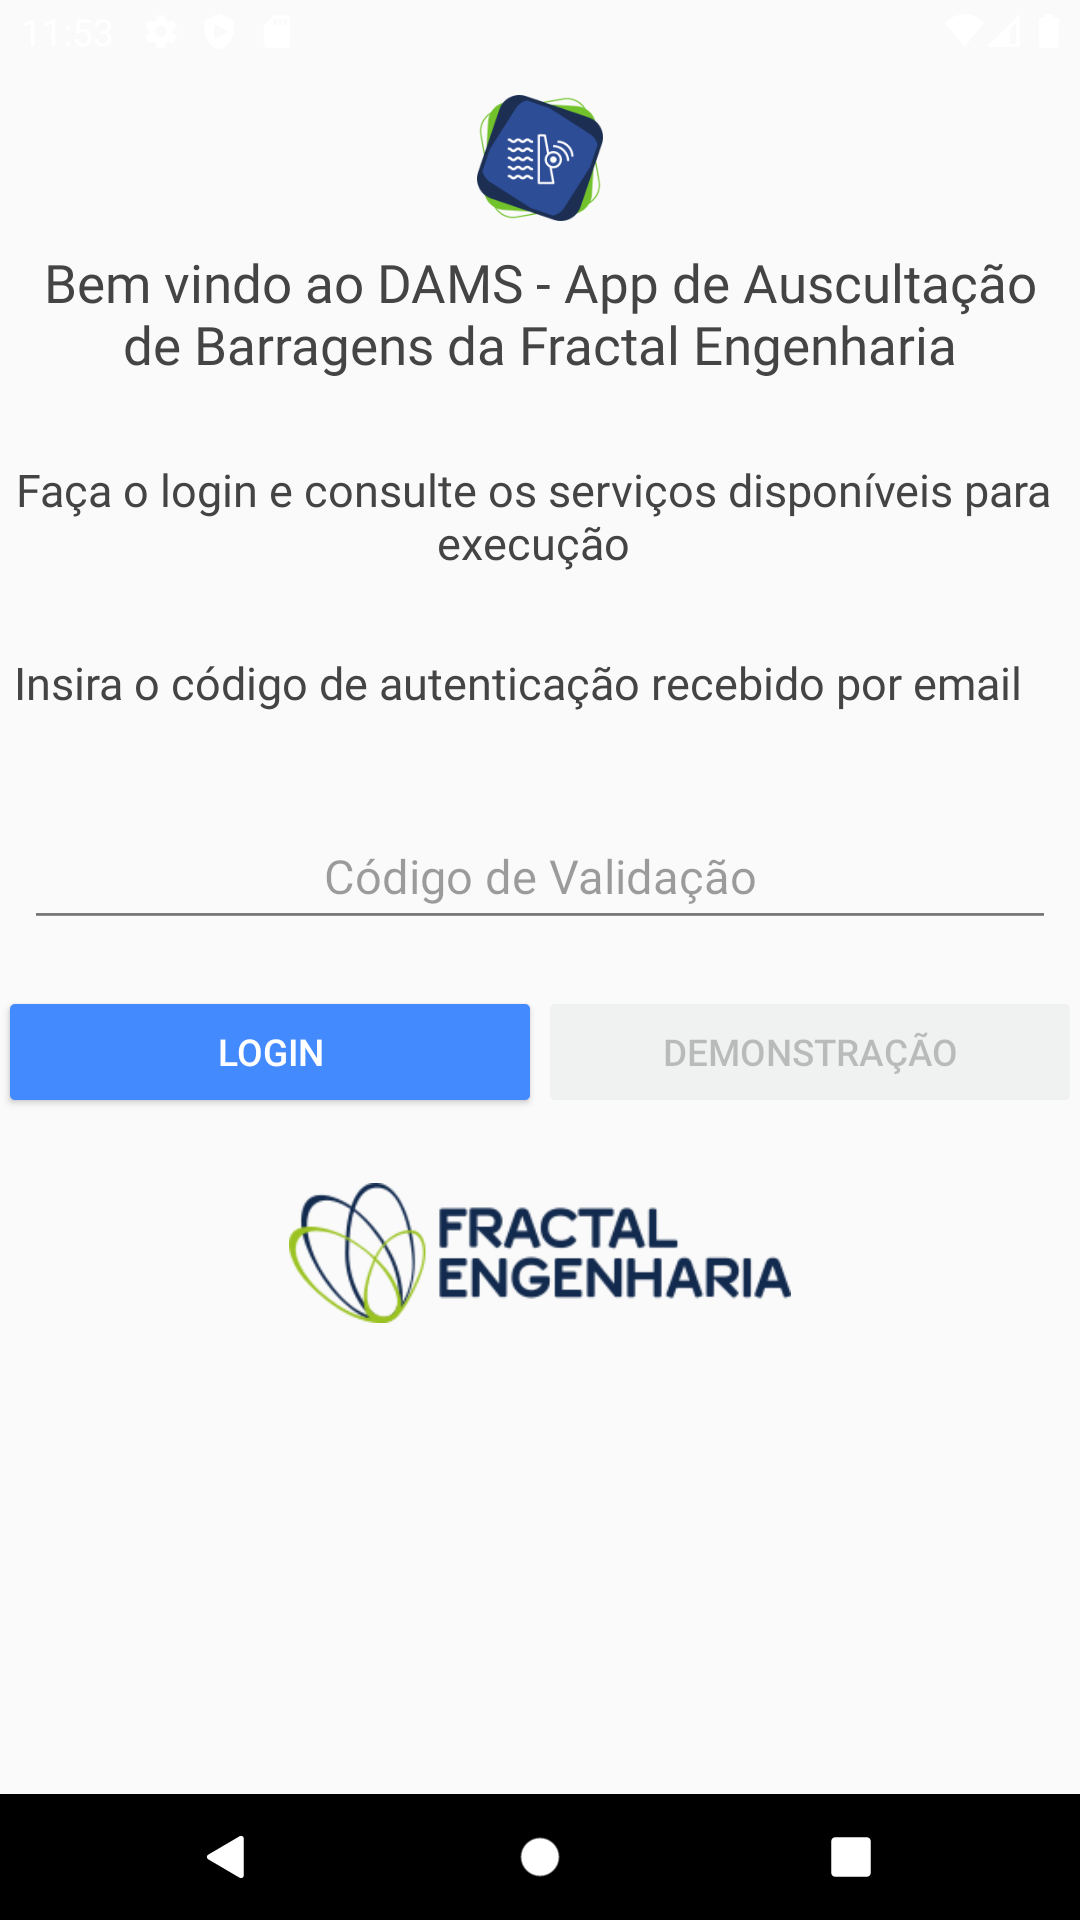 11:53
Bem vindo ao DAMS - App de Auscultação
de Barragens da Fractal Engenharia
Faça o login e consulte os serviços disponíveis para
execução
Insira o código de autenticação recebido por email
Código de Validação
LOGIN
DEMONSTRAÇÃO
FRACTAL
ENGENHARIA